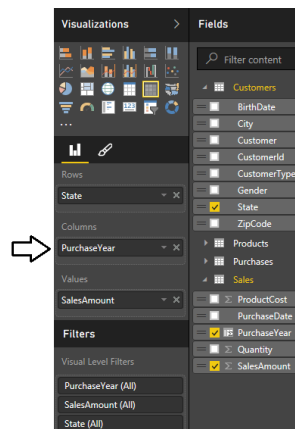 Visualizations
Fields
Filter content
...
Rows
State
Columns
PurchaseYear
Values
SalesAmount
Filters
Visual Level Filters
PurchaseYear (All)
SalesAmount (All)
State (All)
Customers
BirthDate
City
Customer
CustomerId
CustomerType
Gender
State
ZipCode
Products
Purchases
Sales
ProductCost
PurchaseDate
PurchaseYear
Quantity
SalesAmount